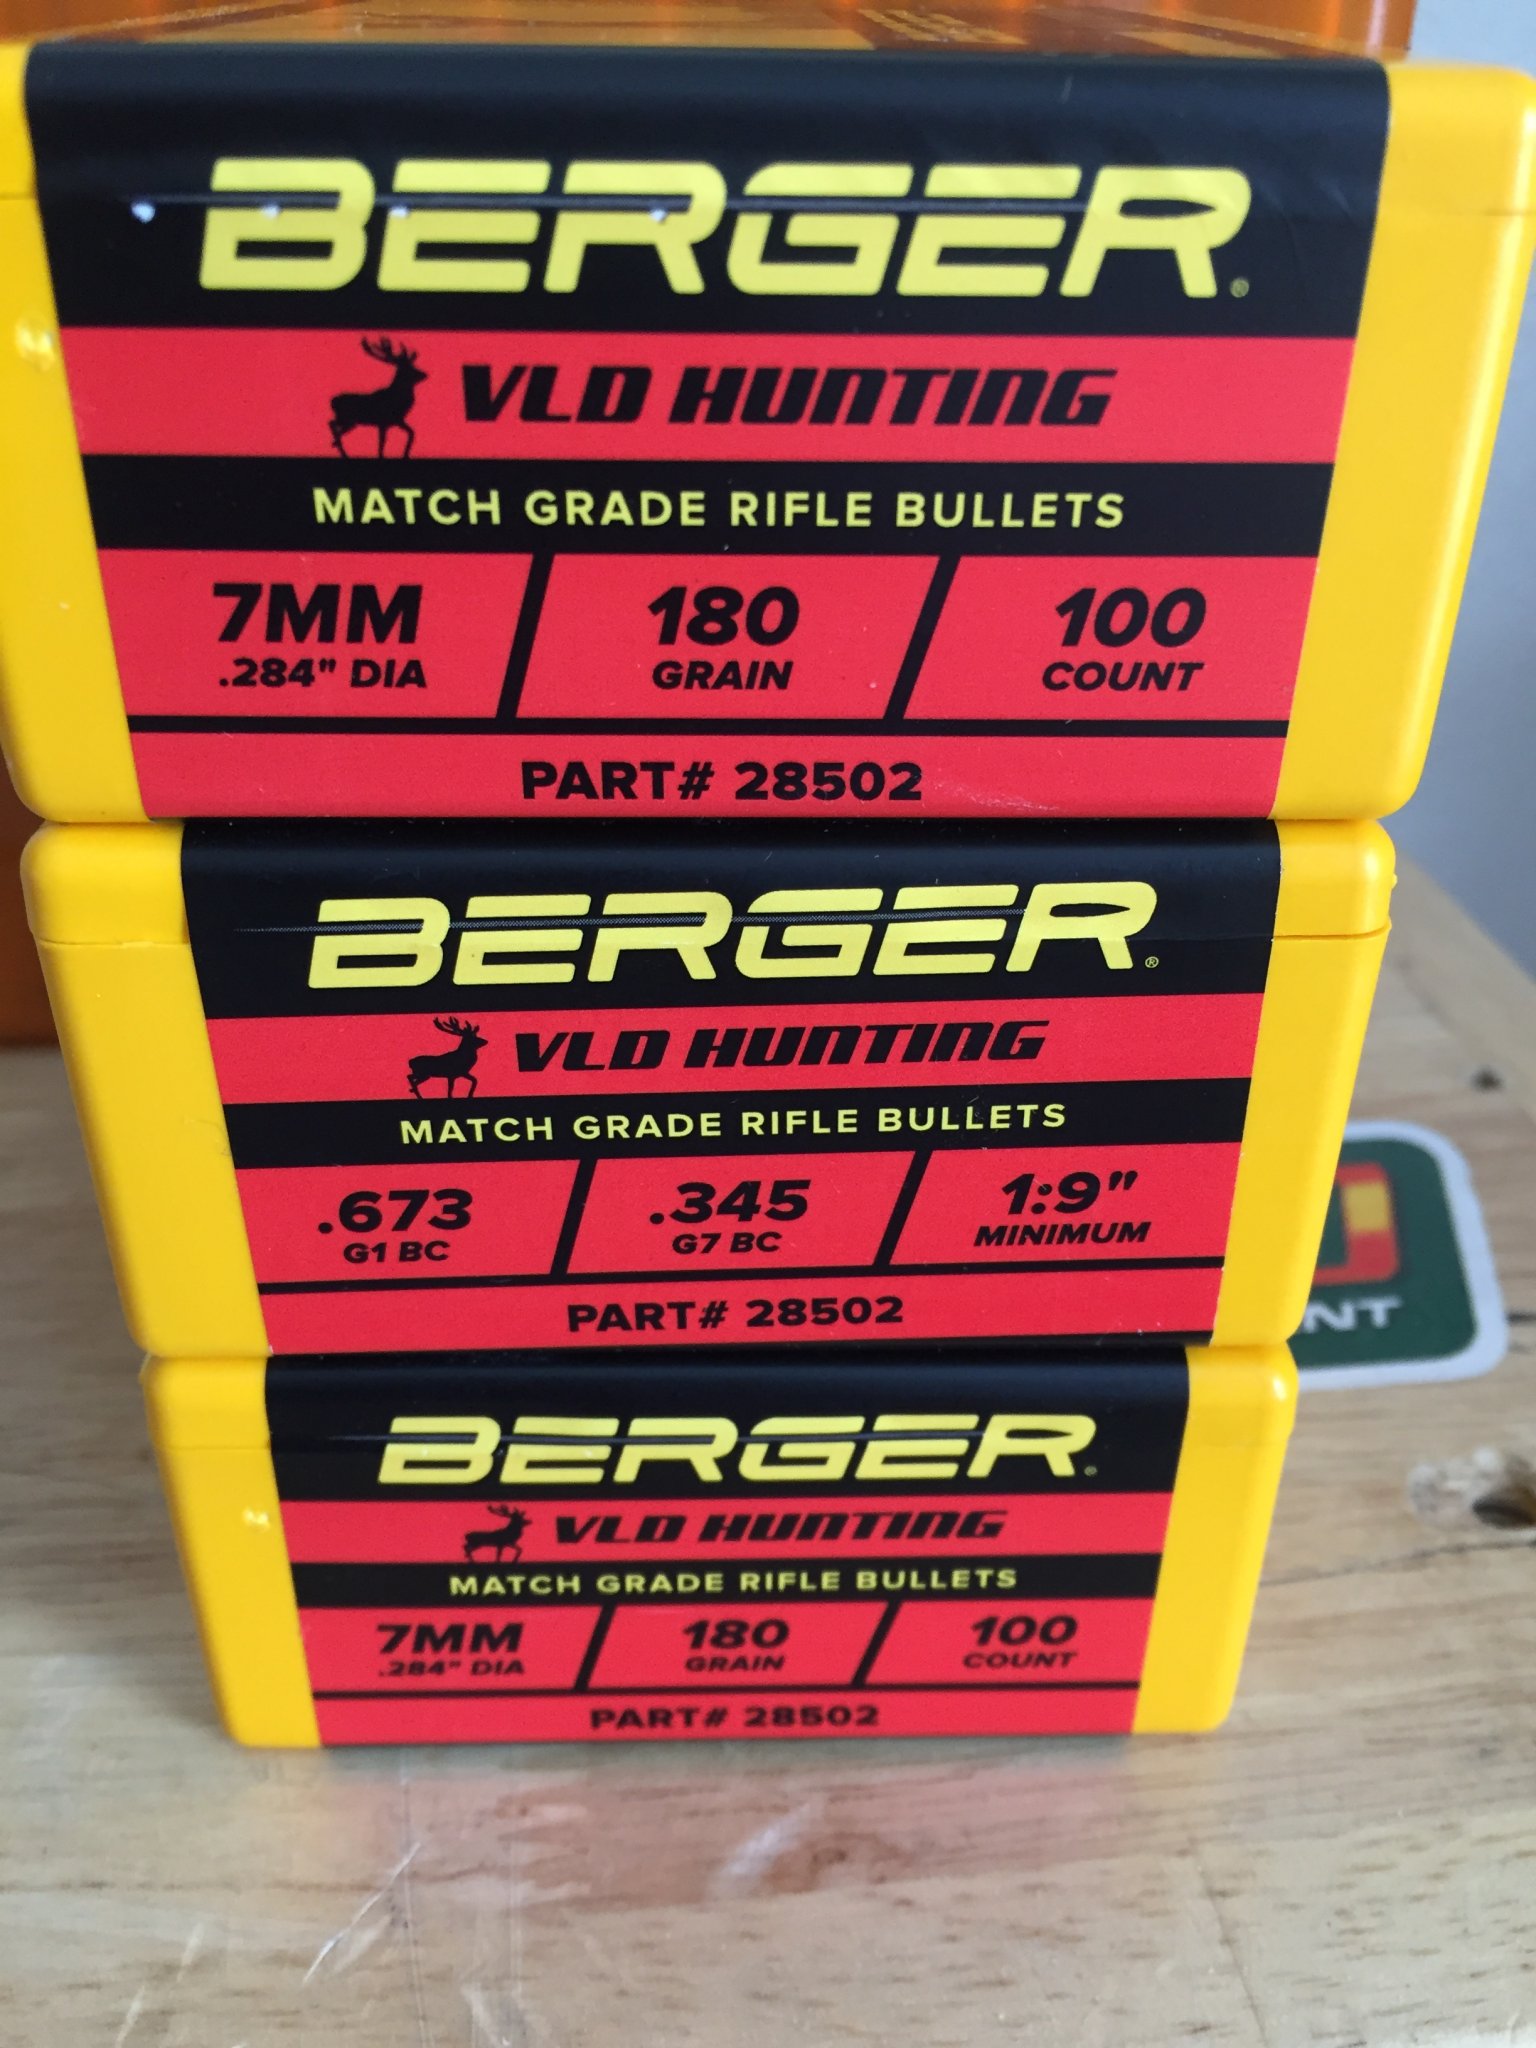 BERGER®
VLD HUNTING
MATCH GRADE RIFLE BULLETS
7MM 180 100
.284" DIA GRAIN COUNT
PART# 28502
BERGER®
VLD HUNTING
MATCH GRADE RIFLE BULLETS
.673 .345 1:9"
G1 BC G7 BC MINIMUM
PART# 28502
NT
BERGER®
VLD HUNTING
MATCH GRADE RIFLE BULLETS
7MM 180 100
.284" DIA GRAIN COUNT
PART# 28502